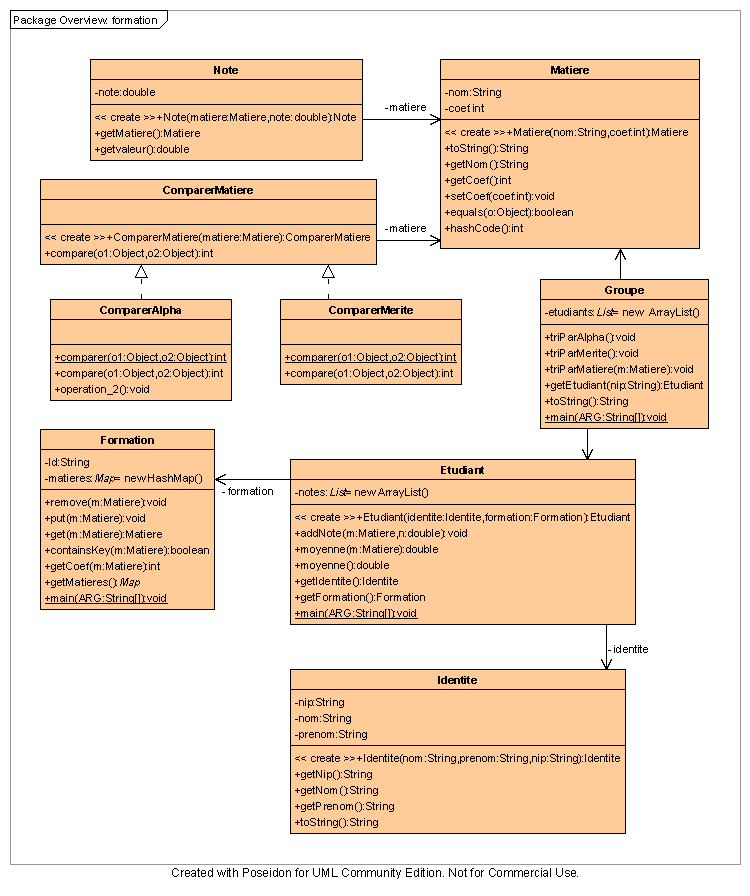 Package Overview: formation
Note
-note:double
<< create >>+Note(matiere:Matiere,note:double):Note
+getMatiere():Matiere
+getvaleur():double
-matiere
Matiere
-nom:String
-coef:int
<< create >>+Matiere(nom:String,coef:int):Matiere
+toString():String
+getNom():String
+getCoef():int
+setCoef(coef:int):void
+equals(o:Object):boolean
+hashCode():int
ComparerMatiere
<< create >>+ComparerMatiere(matiere:Matiere):ComparerMatiere
+compare(o1:Object,o2:Object):int
-matiere
ComparerAlpha
+comparer(o1:Object,o2:Object):int
+compare(o1:Object,o2:Object):int
+operation_2():void
ComparerMerite
+comparer(o1:Object,o2:Object):int
+compare(o1:Object,o2:Object):int
Groupe
-etudiants:List= new ArrayList()
+triParAlpha():void
+triParMerite():void
+triParMatiere(m:Matiere):void
+getEtudiant(nip:String):Etudiant
+toString():String
+main(ARG:String[]):void
Formation
-Id:String
-matieres:Map= new HashMap()
+remove(m:Matiere):void
+put(m:Matiere):void
+get(m:Matiere):Matiere
+containsKey(m:Matiere):boolean
+getCoef(m:Matiere):int
+getMatieres():Map
+main(ARG:String[]):void
-formation
Etudiant
-notes:List= new ArrayList()
<< create >>+Etudiant(identite:Identite,formation:Formation):Etudiant
+addNote(m:Matiere,n:double):void
+moyenne(m:Matiere):double
+moyenne():double
+getIdentite():Identite
+getFormation():Formation
+main(ARG:String[]):void
-identite
Identite
-nip:String
-nom:String
-prenom:String
<< create >>+Identite(nom:String,prenom:String,nip:String):Identite
+getNip():String
+getNom():String
+getPrenom():String
+toString():String
Created with Poseidon for UML Community Edition. Not for Commercial Use.